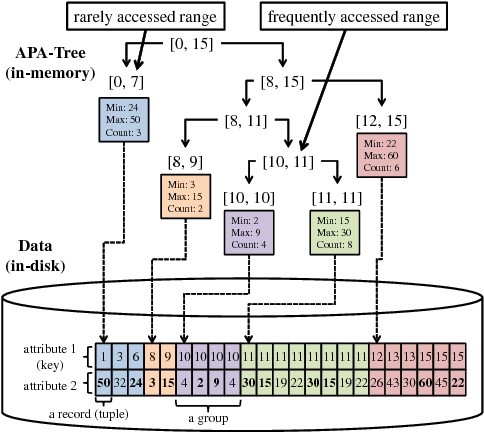 rarely accessed range
frequently accessed range
APA-Tree
(in-memory)
[0, 15]
[0, 7]
[8, 15]
Min: 24
Max: 50
Count: 3
[8, 11]
[12, 15]
Min: 22
Max: 60
Count: 6
[8, 9]
[10, 11]
Min: 3
Max: 15
Count: 2
[10, 10]
[11, 11]
Min: 2
Max: 9
Count: 4
Min: 15
Max: 30
Count: 8
Data
(in-disk)
attribute 1
(key)
1 3 6 8 9 10 10 10 10 11 11 11 11 11 11 11 11 12 13 13 15 15 15
attribute 2
50 32 24 3 15 4 2 9 4 30 15 19 22 30 15 19 22 26 43 30 60 45 22
a record (tuple)
a group